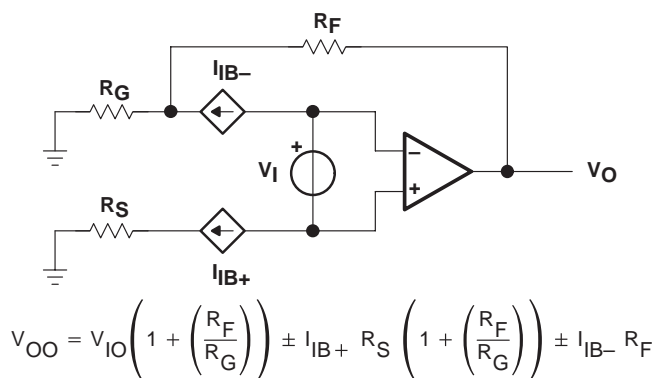 RF
IIB–
RG
+
VI
–
+
VO
RS
IIB+
VOO = VIO(1 + (RF/RG)) ± IIB+ RS (1 + (RF/RG)) ± IIB– RF